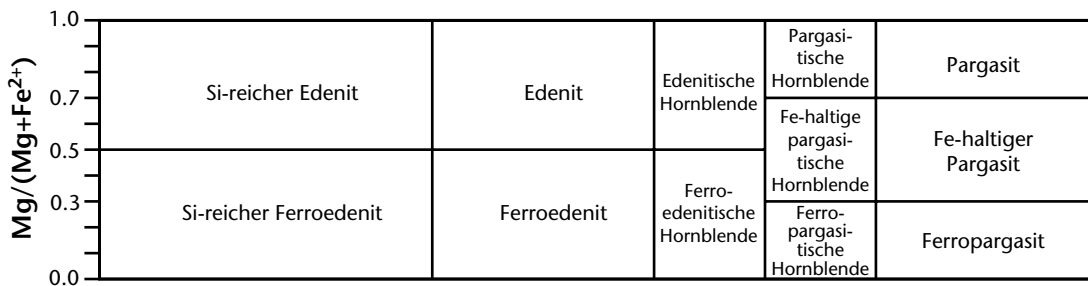 Mg/(Mg+Fe²⁺)
1.0
0.7
0.5
0.3
0.0
Si-reicher Edenit
Edenit
Edenitische
Hornblende
Pargasi-
tische
Hornblende
Pargasit
Fe-haltige
pargasi-
tische
Hornblende
Fe-haltiger
Pargasit
Si-reicher Ferroedenit
Ferroedenit
Ferro-
edenitische
Hornblende
Ferro-
pargasi-
tische
Hornblende
Ferropargasit